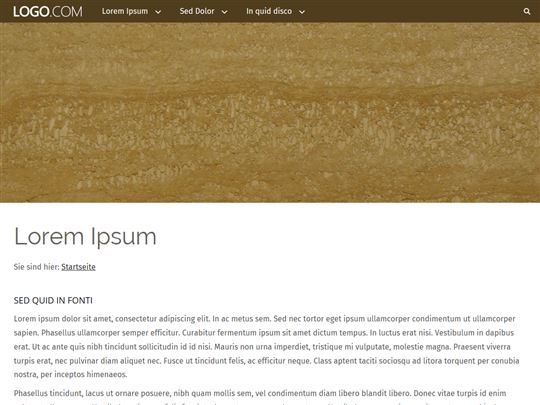 LOGO.COM Lorem Ipsum Sed Dolor In quid disco
Lorem Ipsum
Sie sind hier: Startseite
SED QUID IN FONTI
Lorem ipsum dolor sit amet, consectetur adipiscing elit. In ac metus sem. Sed nec tortor eget ipsum ullamcorper condimentum ut ullamcorper
sapien. Phasellus ullamcorper semper efficitur. Curabitur fermentum ipsum sit amet dictum tempus. In luctus erat nisi. Vestibulum in dapibus
erat. Ut ac ante quis nibh tincidunt sollicitudin id id nisi. Mauris non urna imperdiet, tristique mi vulputate, molestie magna. Praesent viverra
turpis erat, nec pulvinar diam aliquet nec. Fusce ut tincidunt felis, ac efficitur neque. Class aptent taciti sociosqu ad litora torquent per conubia
nostra, per inceptos himenaeos.
Phasellus tincidunt, lacus ut ornare posuere, nibh quam mollis sem, vel condimentum diam libero blandit libero. Donec vitae turpis id enim